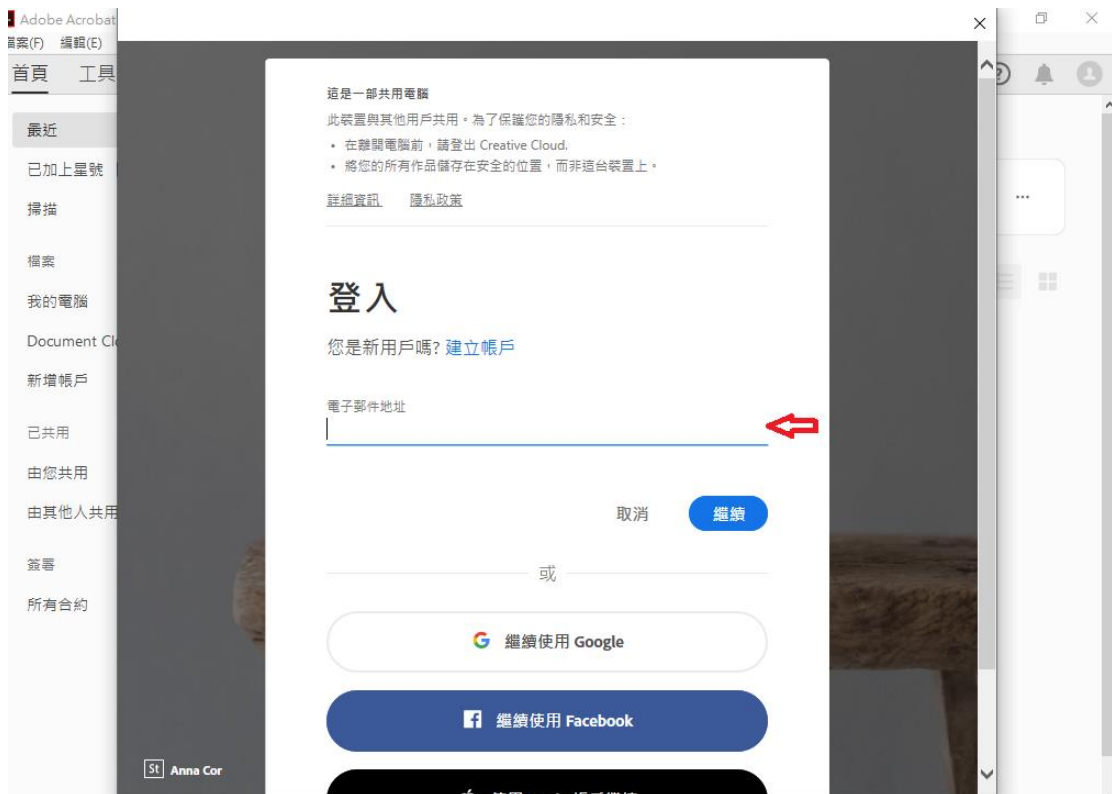 Adobe Acrobat
檔案(F) 編輯(E)
首頁 工具
最近
已加上星號
掃描
檔案
我的電腦
Document Clo
新增帳戶
已共用
由您共用
由其他人共用
簽署
所有合約
這是一部共用電腦
此裝置與其他用戶共用。為了保護您的隱私和安全：
• 在離開電腦前，請登出 Creative Cloud.
• 將您的所有作品儲存在安全的位置，而非這台裝置上。
詳細資訊 隱私政策
登入
您是新用戶嗎? 建立帳戶
電子郵件地址
取消 繼續
或
繼續使用 Google
繼續使用 Facebook
St Anna Cor